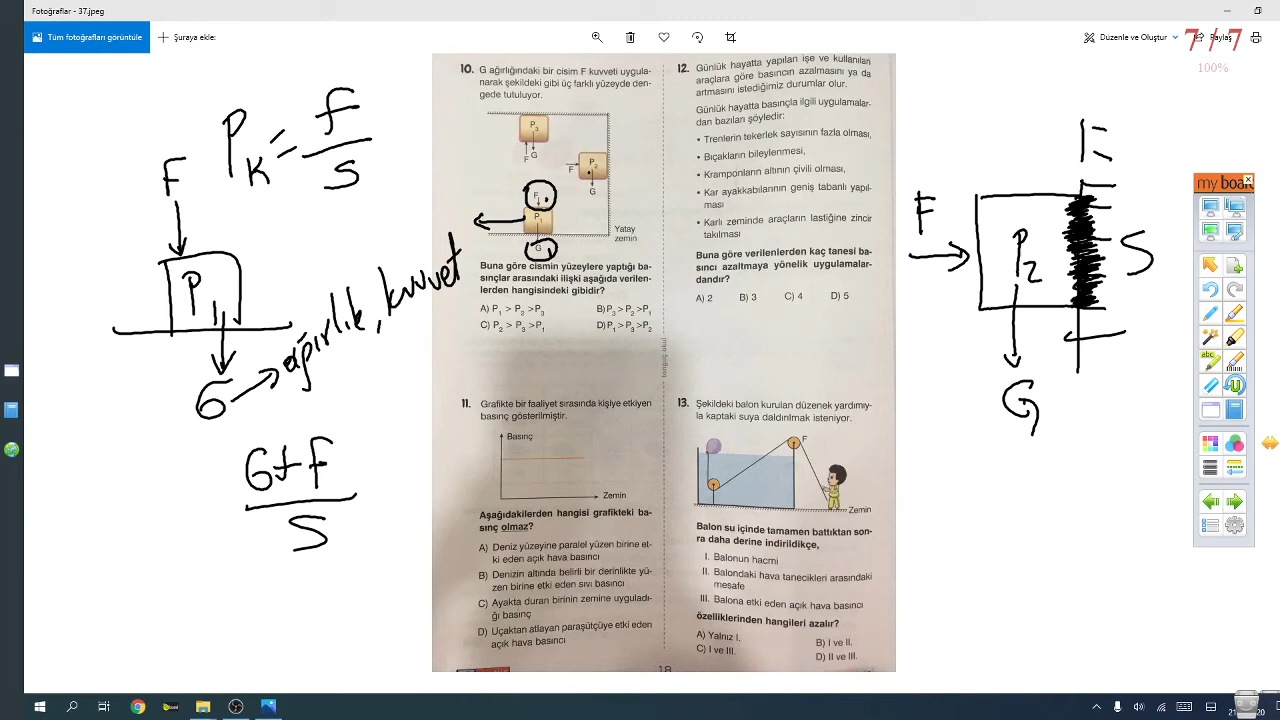 Fotoğraflar - 37.jpeg
Tüm fotoğrafları görüntüle
Şuraya ekle:
Düzenle ve Oluştur
Paylaş
7/7
100%
10. G ağırlığındaki bir cisim F kuvveti uygula-
narak şekildeki gibi üç farklı yüzeyde den-
gede tutuluyor.
P3
F
G
P2
F
G
F
P1
G
Yatay
zemin
Buna göre cismin yüzeylere yaptığı ba-
sınçlar arasındaki ilişki aşağıda verilen-
lerden hangisindeki gibidir?
A) P1 > P2 >P3
B) P3 > P2 >P1
C) P2 > P3 >P1
D) P1 > P3 >P2
11. Grafikte bir faaliyet sırasında kişiye etkiyen
basınç gösterilmiştir.
Basınç
Zemin
Aşağıdakilerden hangisi grafikteki ba-
sınç olmaz?
A) Deniz yüzeyine paralel yüzen birine et-
ki eden açık hava basıncı
B) Denizin altında belirli bir derinlikte yü-
zen birine etki eden sıvı basıncı
C) Ayakta duran birinin zemine uyguladı-
ğı basınç
D) Uçaktan atlayan paraşütçüye etki eden
açık hava basıncı
12. Günlük hayatta yapılan işe ve kullanılan
araçlara göre basıncın azalmasını ya da
artmasını istediğimiz durumlar olur.
Günlük hayatta basınçla ilgili uygulamalar-
dan bazıları şöyledir:
• Trenlerin tekerlek sayısının fazla olması,
• Bıçakların bileylenmesi,
• Kramponların altının çivili olması,
• Kar ayakkabılarının geniş tabanlı yapıl-
ması
• Karlı zeminde araçların lastiğine zincir
takılması
Buna göre verilenlerden kaç tanesi ba-
sıncı azaltmaya yönelik uygulamalar-
dandır?
A) 2 B) 3 C) 4 D) 5
tonguç okul
13. Şekildeki balon kurulan düzenek yardımıy-
la kaptaki suya daldırılmak isteniyor.
F
Zemin
Balon su içinde tamamen battıktan son-
ra daha derine indirildikçe,
I. Balonun hacmi
II. Balondaki hava tanecikleri arasındaki
mesafe
III. Balona etki eden açık hava basıncı
özelliklerinden hangileri azalır?
A) Yalnız I.
B) I ve II.
C) I ve III.
D) II ve III.
18
PK = f/s
F
P1
G → ağırlık, kuvvet
G+f
S
F
P2
G
S
my board
abc